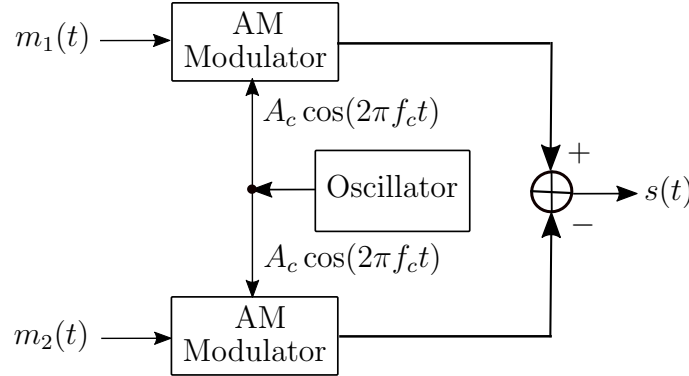 m₁(t)
AM
Modulator
A_c cos(2πf_ct)
+
Oscillator
s(t)
−
A_c cos(2πf_ct)
m₂(t)
AM
Modulator